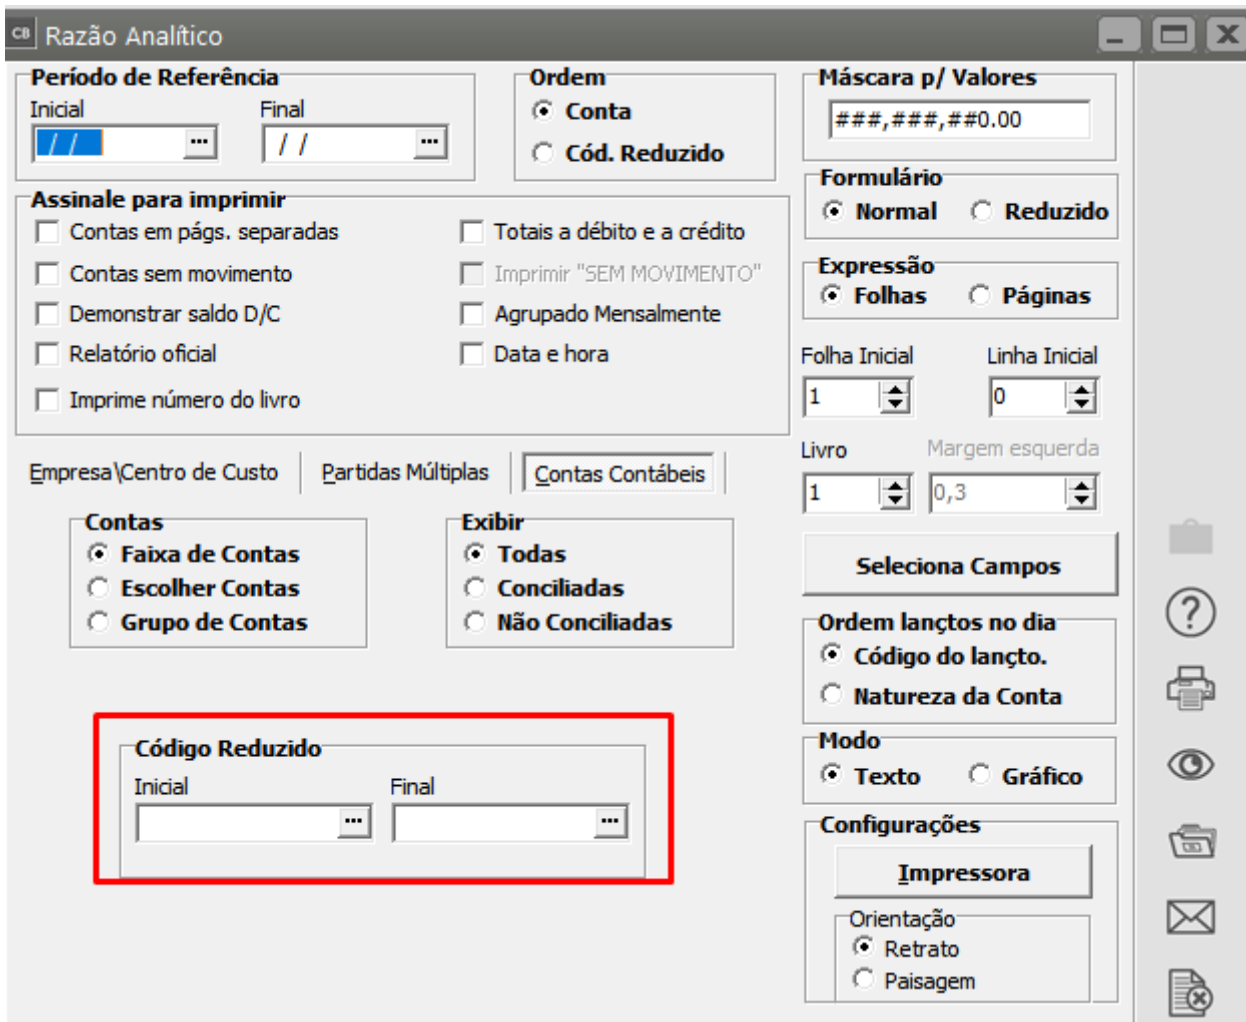 CB Razão Analítico
Período de Referência
Inicial Final
/ / ... / / ...
Ordem
Conta
Cód. Reduzido
Máscara p/ Valores
###,###,##0.00
Formulário
Normal Reduzido
Expressão
Folhas Páginas
Assinale para imprimir
Contas em págs. separadas Totais a débito e a crédito
Contas sem movimento Imprimir "SEM MOVIMENTO"
Demonstrar saldo D/C Agrupado Mensalmente
Relatório oficial Data e hora
Imprime número do livro
Folha Inicial Linha Inicial
1 0
Livro Margem esquerda
1 0,3
Empresa\Centro de Custo Partidas Múltiplas Contas Contábeis
Contas
Faixa de Contas
Escolher Contas
Grupo de Contas
Exibir
Todas
Conciliadas
Não Conciliadas
Seleciona Campos
Ordem lançtos no dia
Código do lançto.
Natureza da Conta
Código Reduzido
Inicial Final
... ...
Modo
Texto Gráfico
Configurações
Impressora
Orientação
Retrato
Paisagem